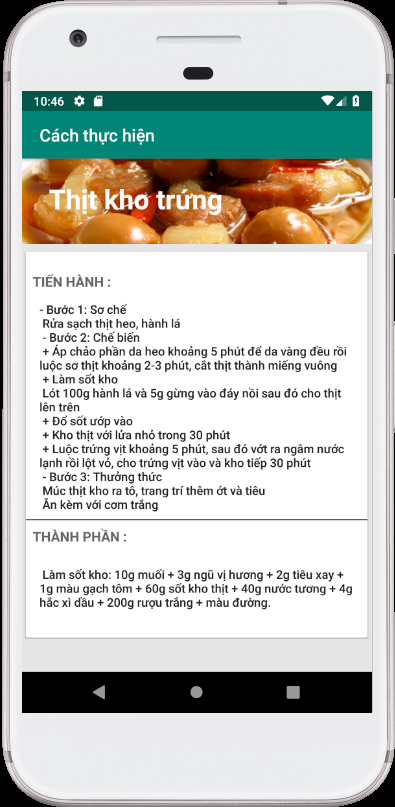 10:46
Cách thực hiện
Thịt kho trứng
TIẾN HÀNH :
- Bước 1: Sơ chế
Rửa sạch thịt heo, hành lá
- Bước 2: Chế biến
+ Áp chảo phần da heo khoảng 5 phút để da vàng đều rồi
luộc sơ thịt khoảng 2-3 phút, cắt thịt thành miếng vuông
+ Làm sốt kho
Lót 100g hành lá và 5g gừng vào đáy nồi sau đó cho thịt
lên trên
+ Đổ sốt ướp vào
+ Kho thịt với lửa nhỏ trong 30 phút
+ Luộc trứng vịt khoảng 5 phút, sau đó vớt ra ngâm nước
lạnh rồi lột vỏ, cho trứng vịt vào và kho tiếp 30 phút
- Bước 3: Thưởng thức
Múc thịt kho ra tô, trang trí thêm ớt và tiêu
Ăn kèm với cơm trắng
THÀNH PHẦN :
Làm sốt kho: 10g muối + 3g ngũ vị hương + 2g tiêu xay +
1g màu gạch tôm + 60g sốt kho thịt + 40g nước tương + 4g
hắc xì dầu + 200g rượu trắng + màu đường.